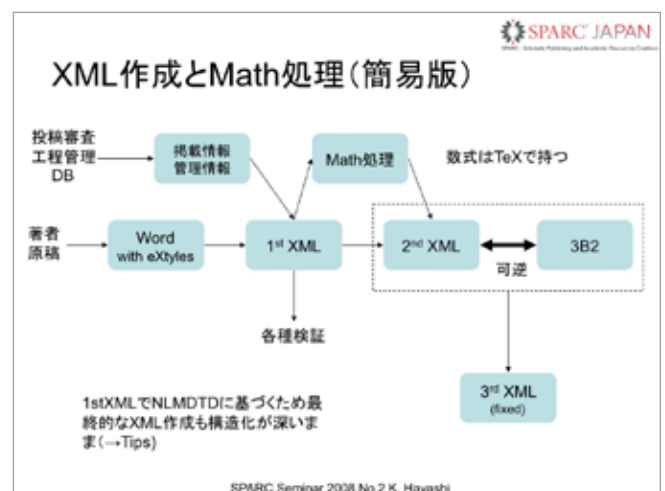 SPARC JAPAN
XML作成とMath処理(簡易版)
投稿審査
工程管理
DB
掲載情報
管理情報
Math処理
数式はTeXで持つ
著者
原稿
Word
with eXtyles
1st XML
2nd XML
3B2
可逆
各種検証
3rd XML
(fixed)
1stXMLでNLMDTDに基づくため最
終的なXML作成も構造化が深いま
ま(→Tips)
SPARC Seminar 2008 No.2 K. Hayashi